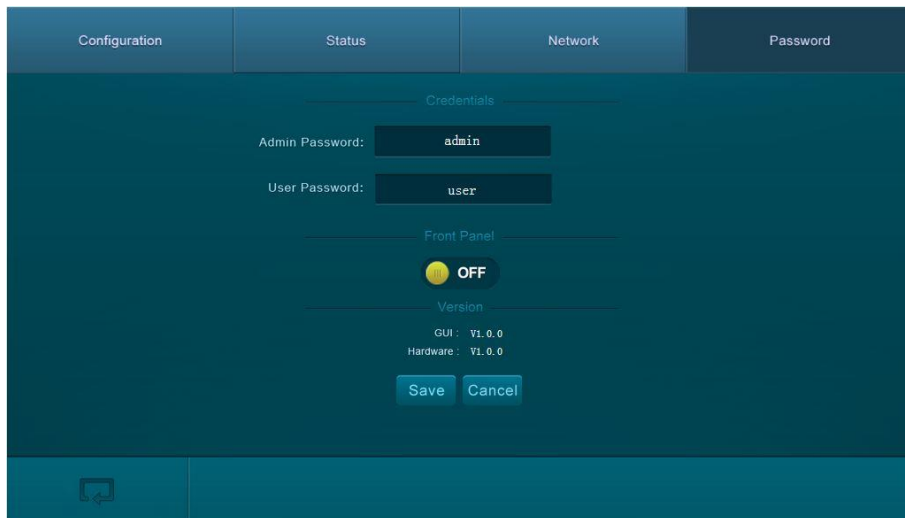 Configuration Status Network Password
Credentials
Admin Password: admin
User Password: user
Front Panel
OFF
Version
GUI : V1.0.0
Hardware : V1.0.0
Save Cancel